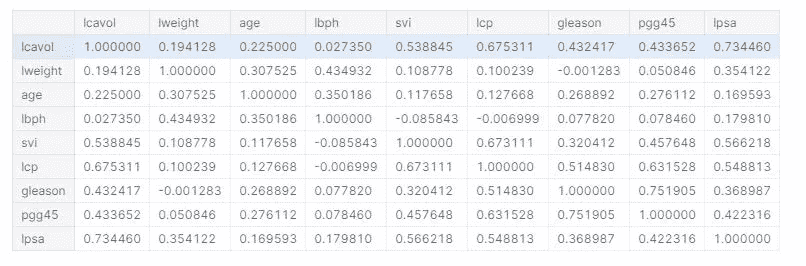 lcavol lweight age lbph svi lcp gleason pgg45 lpsa
lcavol 1.000000 0.194128 0.225000 0.027350 0.538845 0.675311 0.432417 0.433652 0.734460
lweight 0.194128 1.000000 0.307525 0.434932 0.108778 0.100239 -0.001283 0.050846 0.354122
age 0.225000 0.307525 1.000000 0.350186 0.117658 0.127668 0.268892 0.276112 0.169593
lbph 0.027350 0.434932 0.350186 1.000000 -0.085843 -0.006999 0.077820 0.078460 0.179810
svi 0.538845 0.108778 0.117658 -0.085843 1.000000 0.673111 0.320412 0.457648 0.566218
lcp 0.675311 0.100239 0.127668 -0.006999 0.673111 1.000000 0.514830 0.631528 0.548813
gleason 0.432417 -0.001283 0.268892 0.077820 0.320412 0.514830 1.000000 0.751905 0.368987
pgg45 0.433652 0.050846 0.276112 0.078460 0.457648 0.631528 0.751905 1.000000 0.422316
lpsa 0.734460 0.354122 0.169593 0.179810 0.566218 0.548813 0.368987 0.422316 1.000000